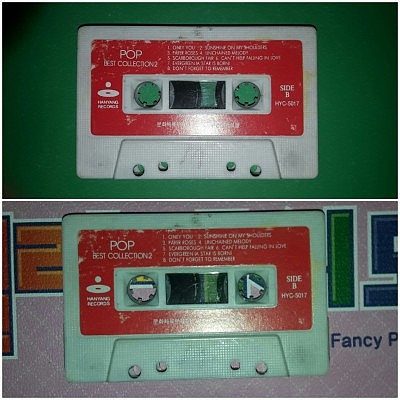 POP
BEST COLLECTION2
1. ONLY YOU 2. SUNSHINE ON MY SHOULDERS
3. PAPER ROSES 4. UNCHAINED MELODY
5. SCARBOROUGH FAIR 6. CAN'T HELP FALLING IN LOVE
7. EVERGREEN (A STAR IS BORN)
8. DON'T FORGET TO REMEMBER
HANYANG
RECORDS
SIDE
B
HYC-5017
POP
BEST COLLECTION2
1. ONLY YOU 2. SUNSHINE ON MY SHOULDERS
3. PAPER ROSES 4. UNCHAINED MELODY
5. SCARBOROUGH FAIR 6. CAN'T HELP FALLING IN LOVE
7. EVERGREEN (A STAR IS BORN)
8. DON'T FORGET TO REMEMBER
HANYANG
RECORDS
SIDE
B
HYC-5017
Fancy P